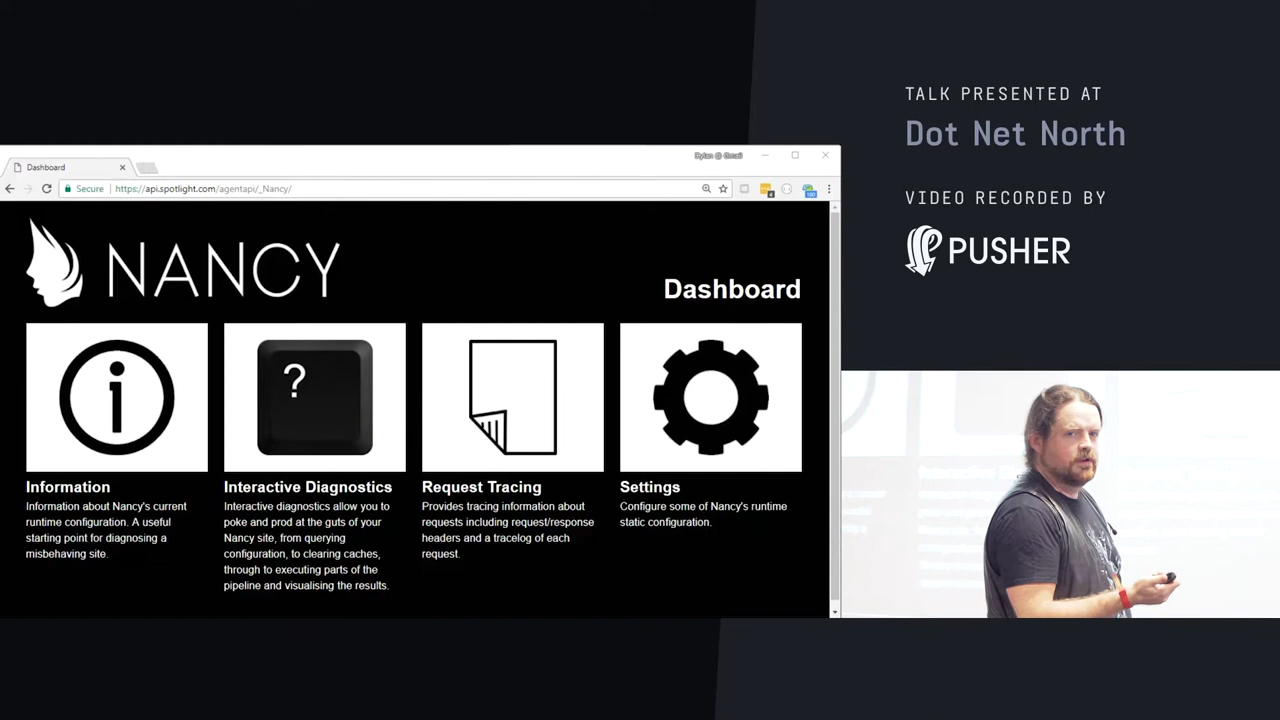 TALK PRESENTED AT
Dot Net North
VIDEO RECORDED BY
PUSHER
Dashboard
Dylan @ Gmail
Secure
https://api.spotlight.com/agentapi/_Nancy/
NANCY
Dashboard
i
?
Information
Information about Nancy's current
runtime configuration. A useful
starting point for diagnosing a
misbehaving site.
Interactive Diagnostics
Interactive diagnostics allow you to
poke and prod at the guts of your
Nancy site, from querying
configuration, to clearing caches,
through to executing parts of the
pipeline and visualising the results.
Request Tracing
Provides tracing information about
requests including request/response
headers and a tracelog of each
request.
Settings
Configure some of Nancy's runtime
static configuration.